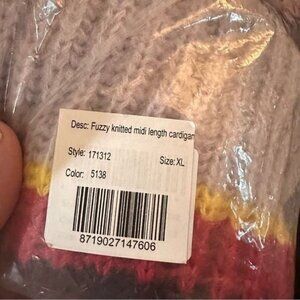 Desc: Fuzzy knitted midi length cardigan
Style: 171312 Size: XL
Color: 5138
8719027147606